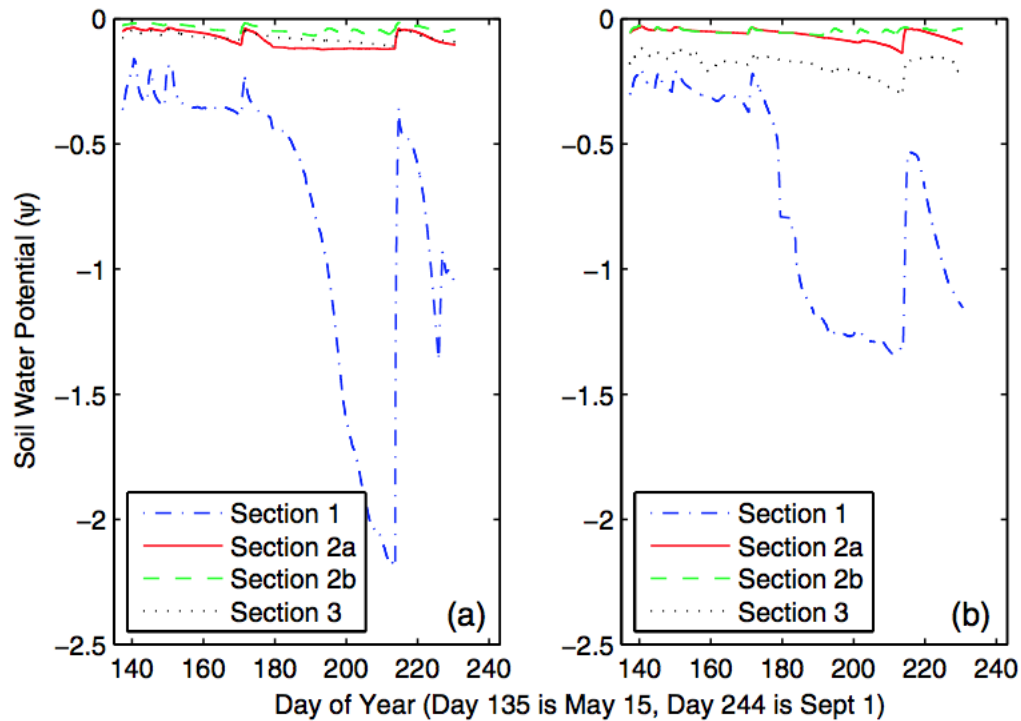 Soil Water Potential (ψ)
0
−0.5
−1
−1.5
−2
−2.5
140 160 180 200 220
Section 1
Section 2a
Section 2b
Section 3
(a)
0
−0.5
−1
−1.5
−2
−2.5
140 160 180 200 220
Section 1
Section 2a
Section 2b
Section 3
(b)
Day of Year (Day 135 is May 15, Day 244 is Sept 1)